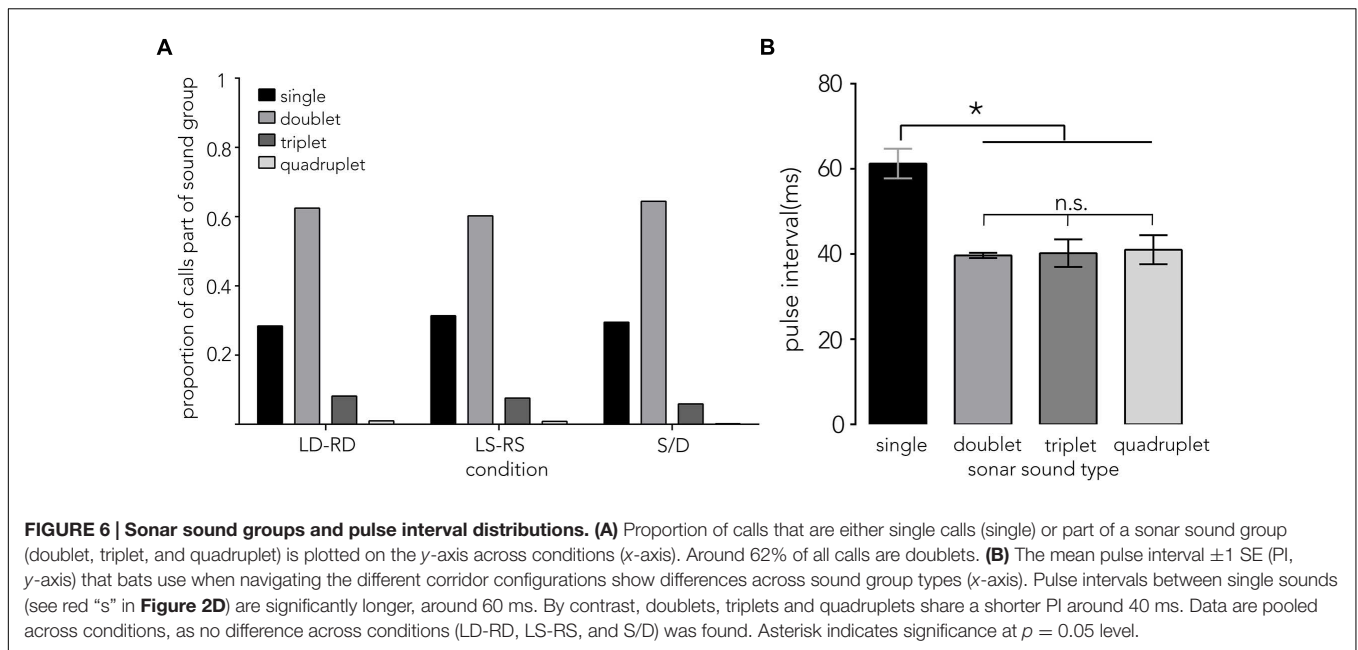 A
B
1
0.8
0.6
0.4
0.2
proportion of calls part of sound group
single
doublet
triplet
quadruplet
LD-RD LS-RS S/D
condition
80
60
40
20
0
pulse interval(ms)
*
n.s.
single doublet triplet quadruplet
sonar sound type
FIGURE 6 | Sonar sound groups and pulse interval distributions. (A) Proportion of calls that are either single calls (single) or part of a sonar sound group
(doublet, triplet, and quadruplet) is plotted on the y-axis across conditions (x-axis). Around 62% of all calls are doublets. (B) The mean pulse interval ±1 SE (PI,
y-axis) that bats use when navigating the different corridor configurations show differences across sound group types (x-axis). Pulse intervals between single sounds
(see red “s” in Figure 2D) are significantly longer, around 60 ms. By contrast, doublets, triplets and quadruplets share a shorter PI around 40 ms. Data are pooled
across conditions, as no difference across conditions (LD-RD, LS-RS, and S/D) was found. Asterisk indicates significance at p = 0.05 level.